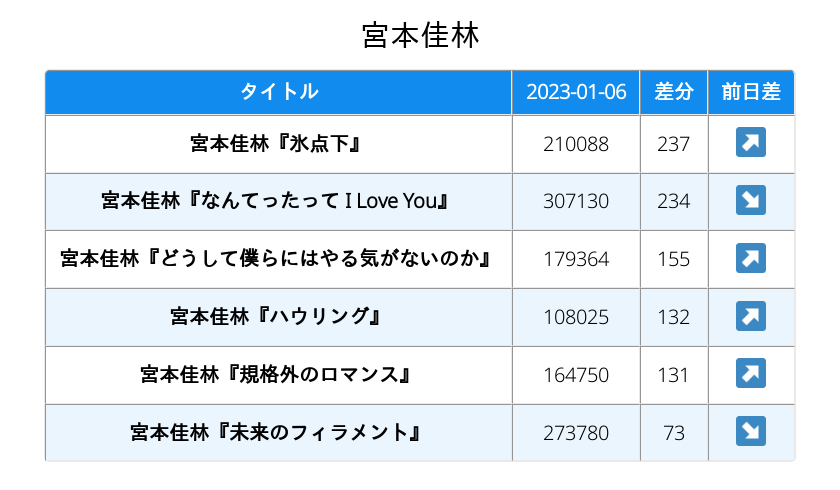 宮本佳林
タイトル 2023-01-06 差分 前日差
宮本佳林『氷点下』 210088 237 ↗
宮本佳林『なんてったって I Love You』 307130 234 ↘
宮本佳林『どうして僕らにはやる気がないのか』 179364 155 ↗
宮本佳林『ハウリング』 108025 132 ↗
宮本佳林『規格外のロマンス』 164750 131 ↗
宮本佳林『未来のフィラメント』 273780 73 ↘